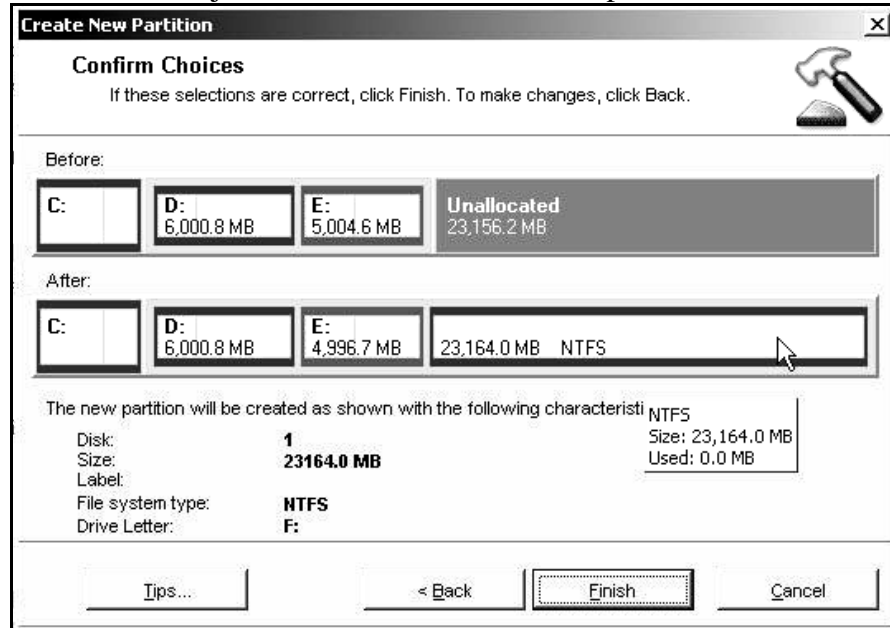 Create New Partition
Confirm Choices
If these selections are correct, click Finish. To make changes, click Back.
Before:
C: D: E: Unallocated
6,000.8 MB 5,004.6 MB 23,156.2 MB
After:
C: D: E:
6,000.8 MB 4,996.7 MB 23,164.0 MB NTFS
The new partition will be created as shown with the following characteristi
NTFS
Size: 23,164.0 MB
Used: 0.0 MB
Disk: 1
Size: 23164.0 MB
Label:
File system type: NTFS
Drive Letter: F:
Tips... < Back Finish Cancel